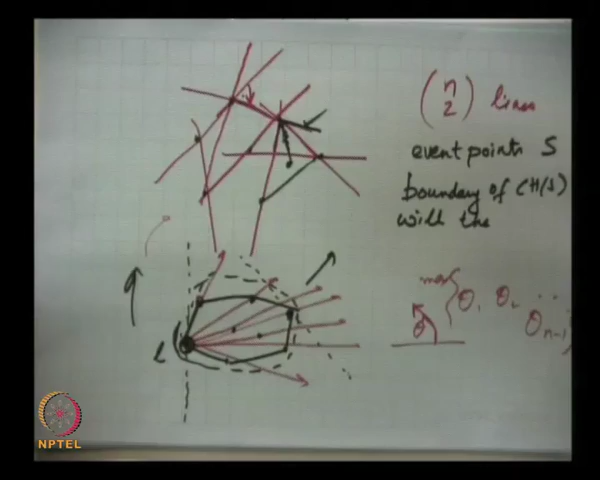 (n 2) lines
event points S
boundary of CH(S)
will the
max { θ₁ θ₂ .. θₙ₋₁ }
θ
l
NPTEL